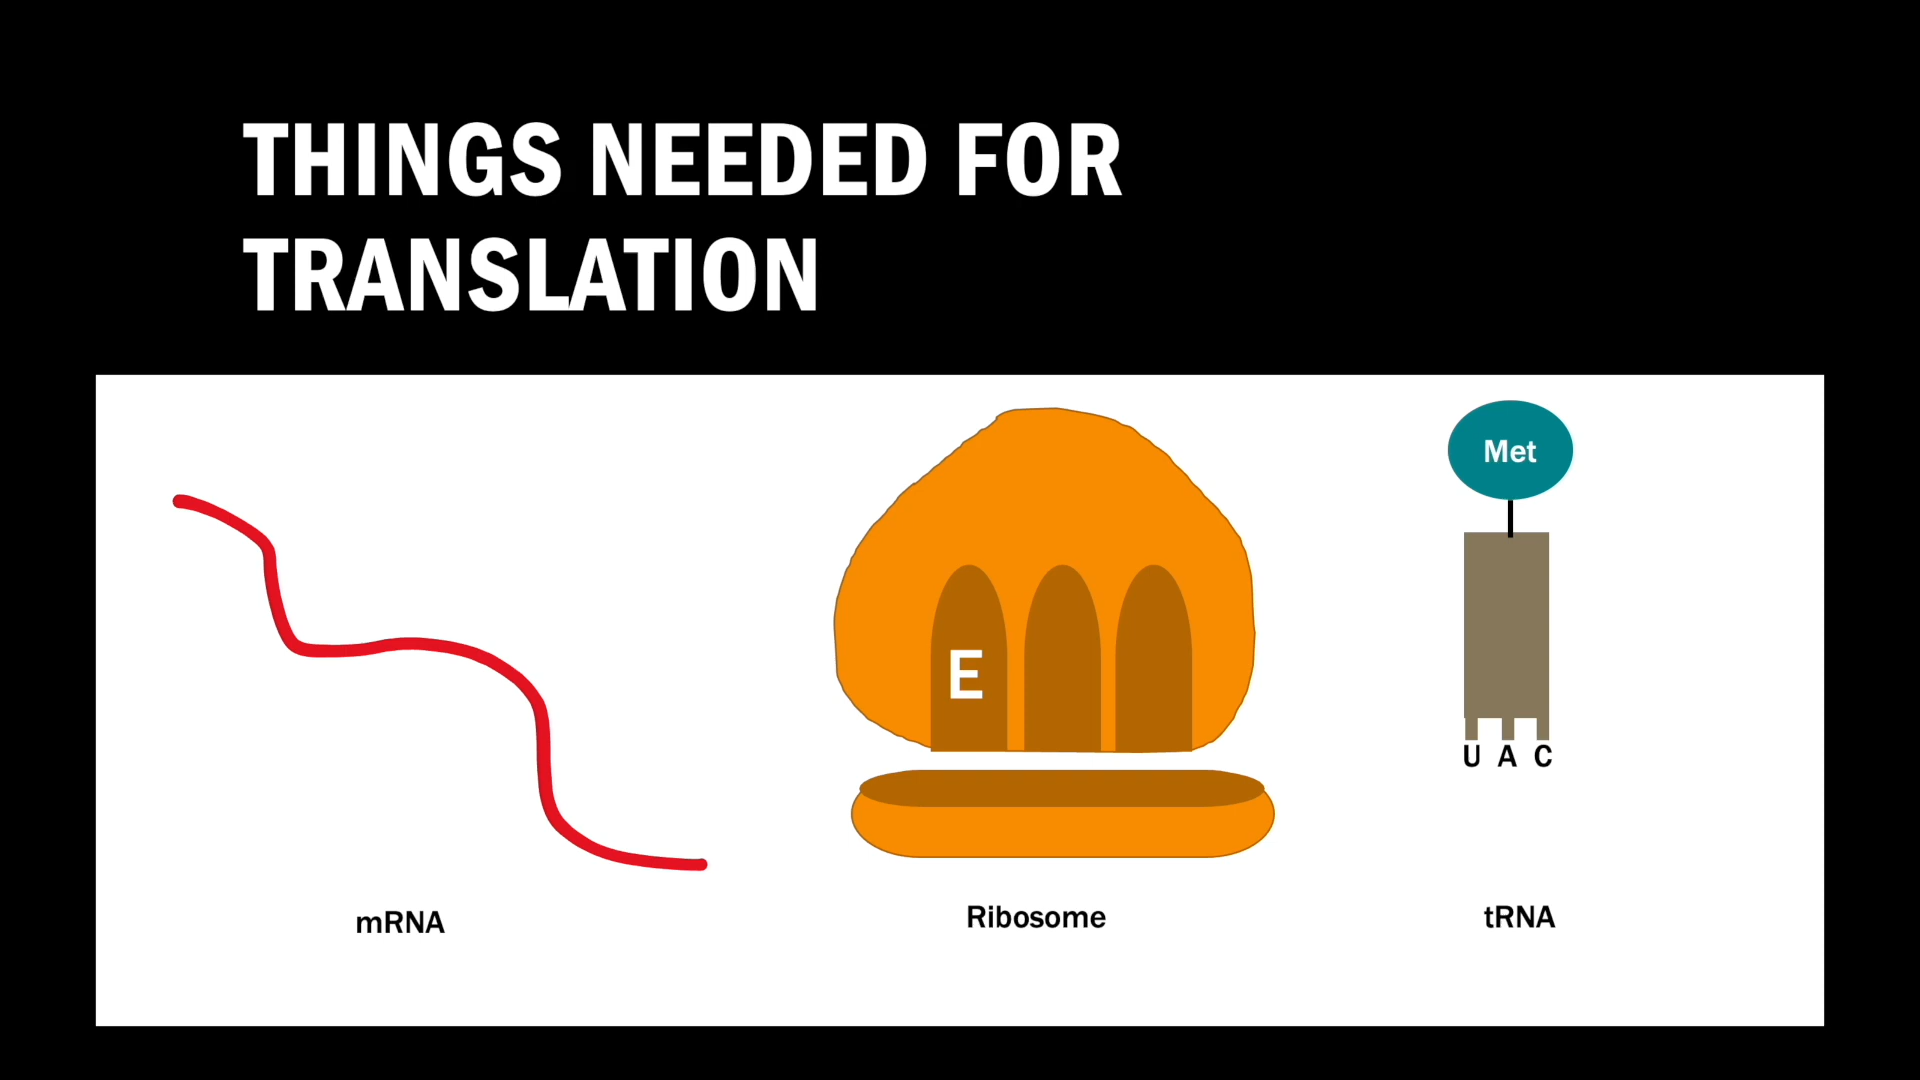 THINGS NEEDED FOR
TRANSLATION
Met
E
U A C
mRNA
Ribosome
tRNA